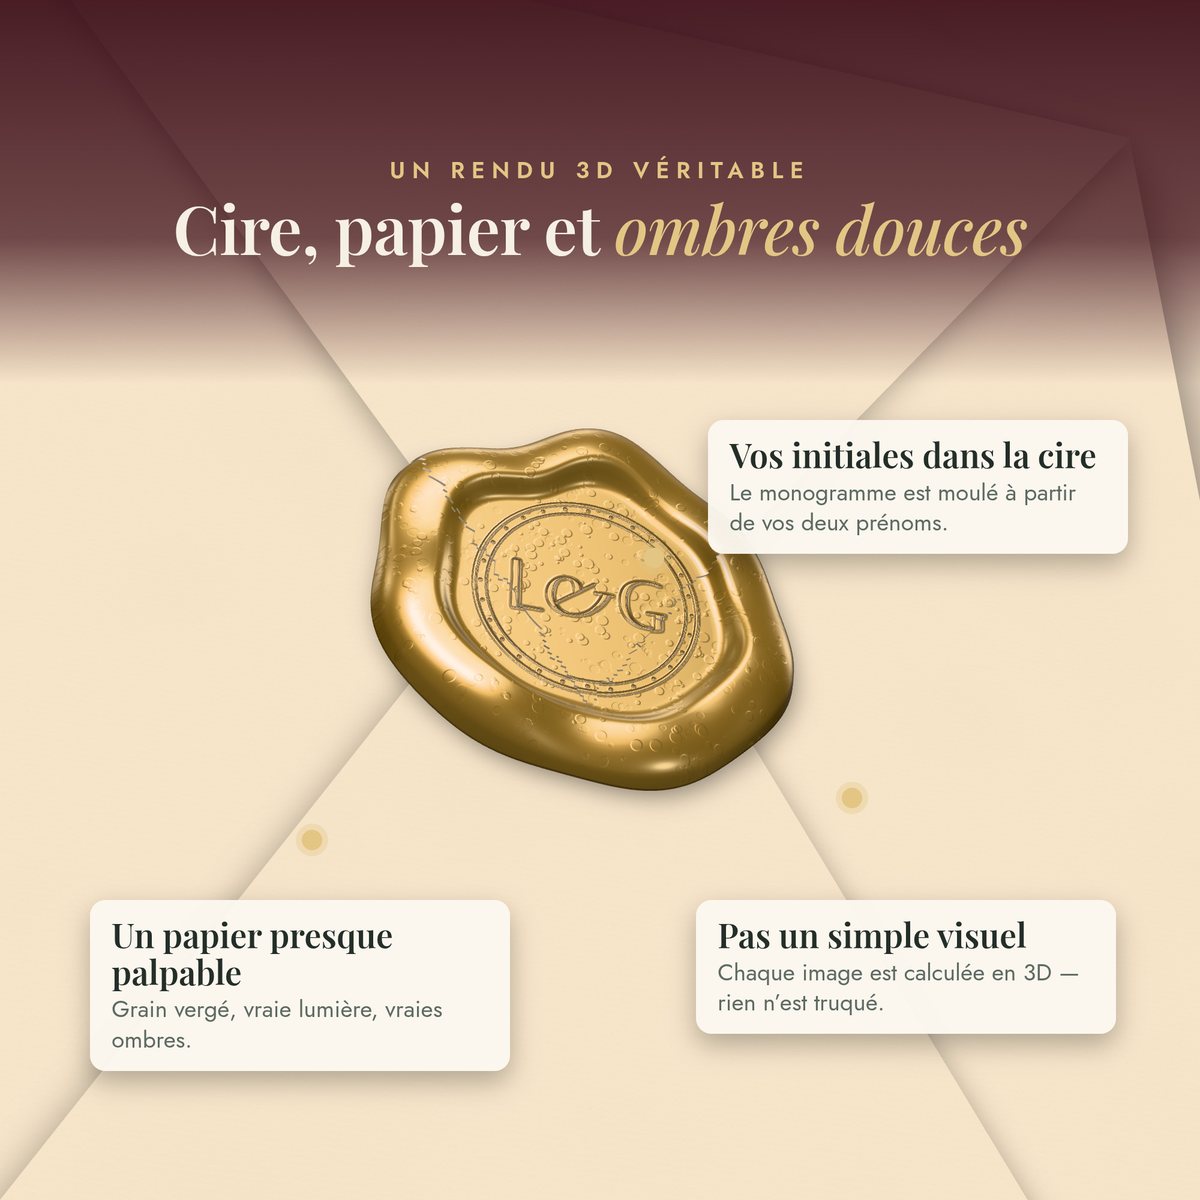 UN RENDU 3D VÉRITABLE
Cire, papier et ombres douces
Vos initiales dans la cire
Le monogramme est moulé à partir
de vos deux prénoms.
L&G
Un papier presque
palpable
Grain vergé, vraie lumière, vraies
ombres.
Pas un simple visuel
Chaque image est calculée en 3D —
rien n’est truqué.